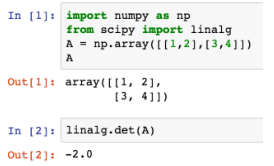 In [1]: import numpy as np
from scipy import linalg
A = np.array([[1,2],[3,4]])
A
Out[1]: array([[1, 2],
[3, 4]])
In [2]: linalg.det(A)
Out[2]: -2.0